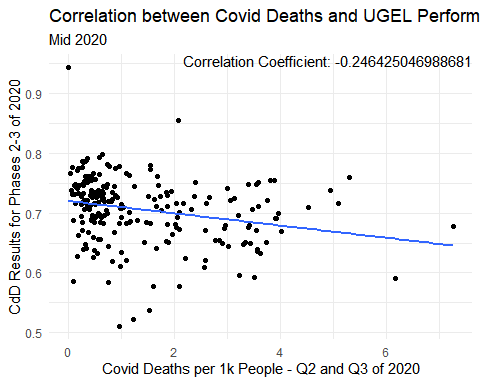 Correlation between Covid Deaths and UGEL Perform
Mid 2020
Correlation Coefficient: -0.246425046988681
CdD Results for Phases 2-3 of 2020
0.9
0.8
0.7
0.6
0.5
0 2 4 6
Covid Deaths per 1k People - Q2 and Q3 of 2020